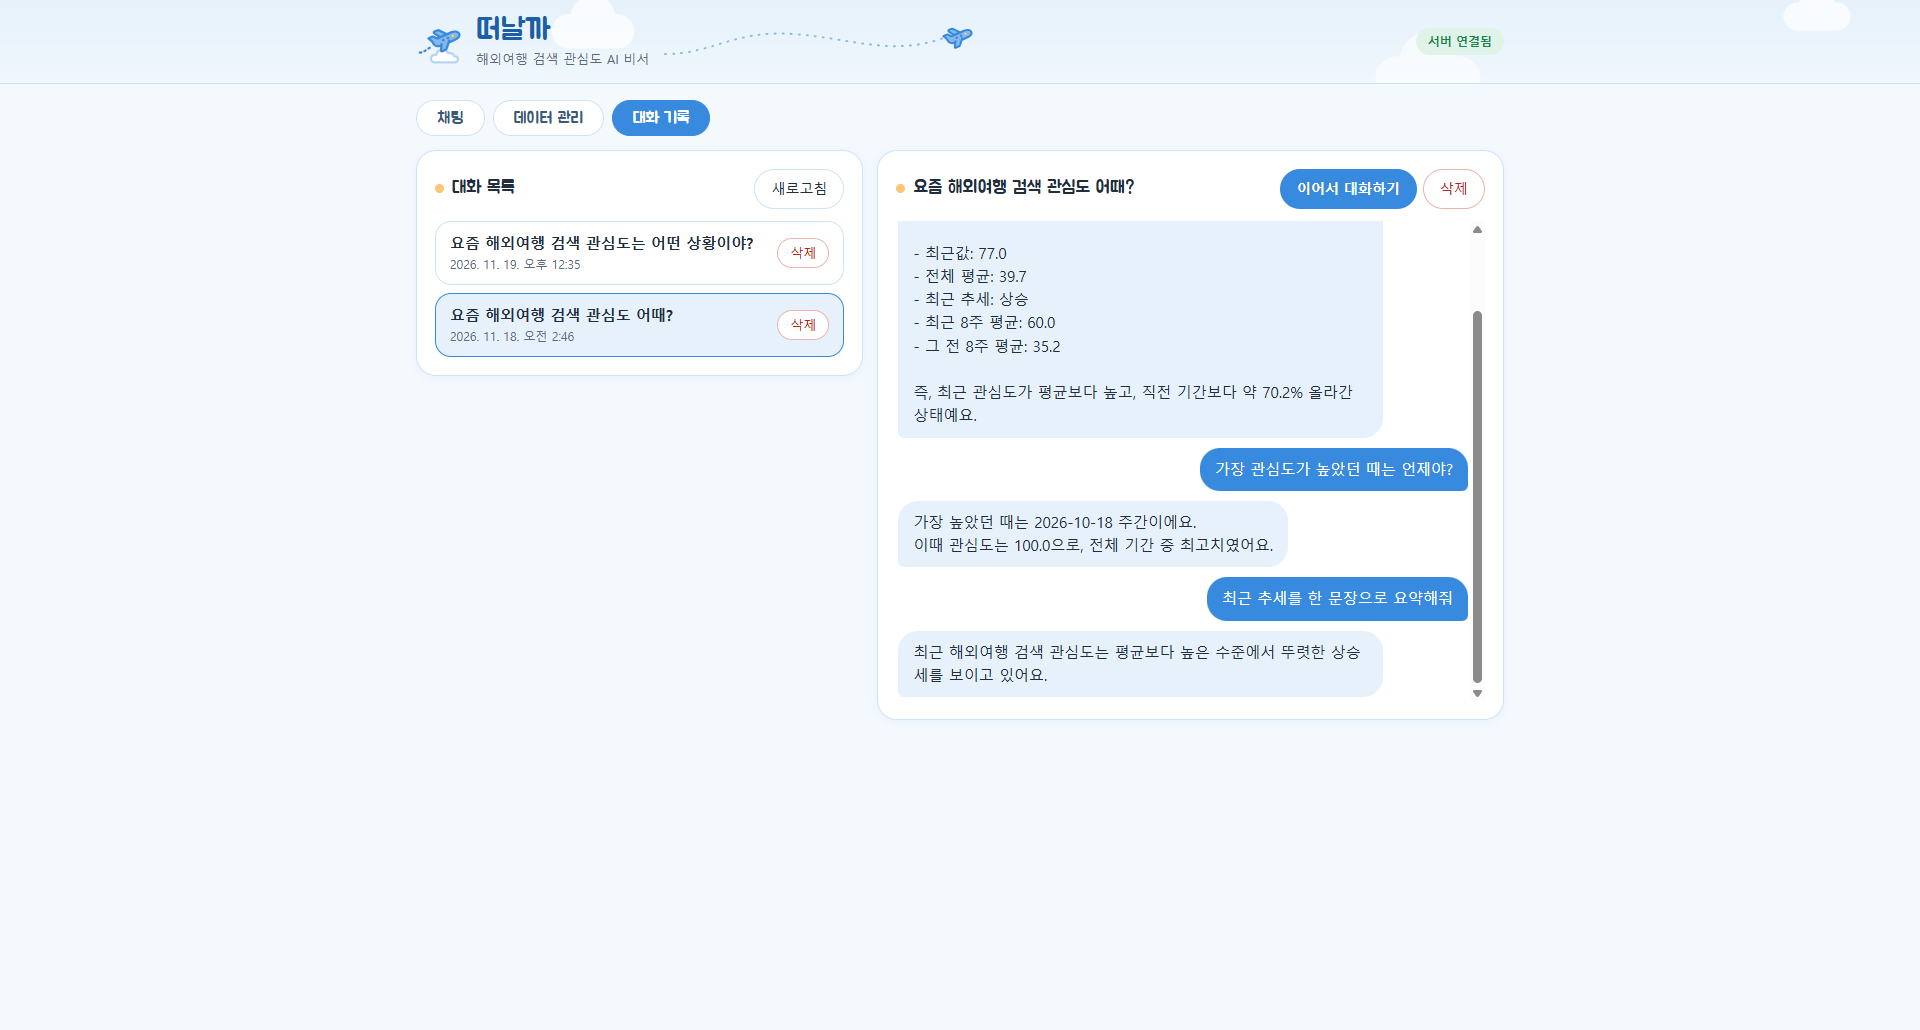 떠날까
해외여행 검색 관심도 AI 비서
서버 연결됨
채팅
데이터 관리
대화 기록
대화 목록
새로고침
요즘 해외여행 검색 관심도는 어떤 상황이야?
2026. 11. 19. 오후 12:35
삭제
요즘 해외여행 검색 관심도 어때?
2026. 11. 18. 오전 2:46
삭제
요즘 해외여행 검색 관심도 어때?
이어서 대화하기
삭제
- 최근값: 77.0
- 전체 평균: 39.7
- 최근 추세: 상승
- 최근 8주 평균: 60.0
- 그 전 8주 평균: 35.2
즉, 최근 관심도가 평균보다 높고, 직전 기간보다 약 70.2% 올라간
상태예요.
가장 관심도가 높았던 때는 언제야?
가장 높았던 때는 2026-10-18 주간이에요.
이때 관심도는 100.0으로, 전체 기간 중 최고치였어요.
최근 추세를 한 문장으로 요약해줘
최근 해외여행 검색 관심도는 평균보다 높은 수준에서 뚜렷한 상승
세를 보이고 있어요.